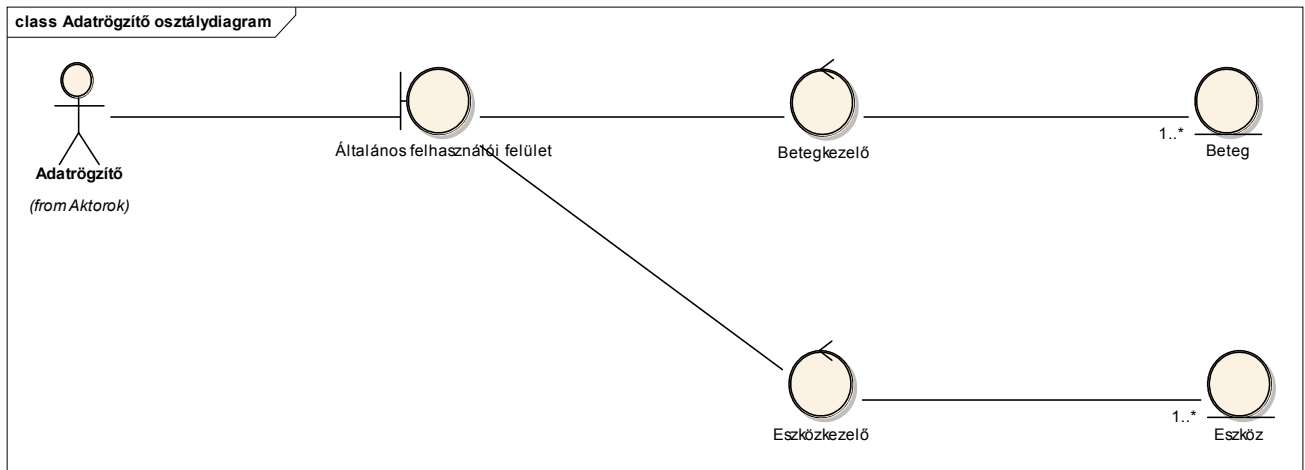 class Adatrögzítő osztálydiagram
Adatrögzítő
(from Aktorok)
Általános felhasználói felület
Betegkezelő
1..*
Beteg
Eszközkezelő
1..*
Eszköz